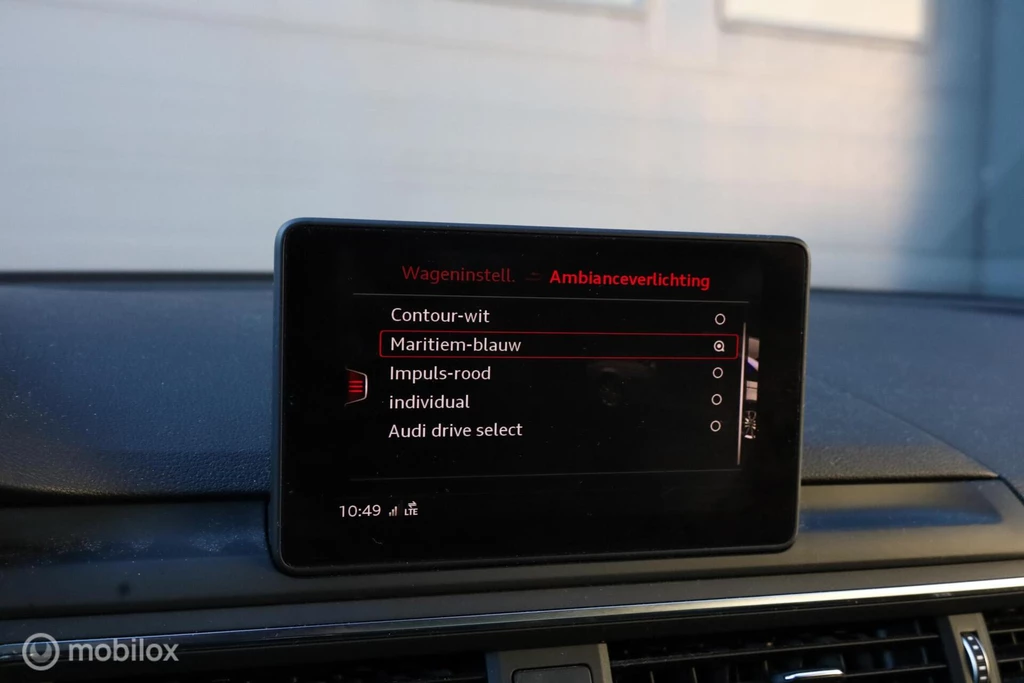 Wageninstell. Ambianceverlichting
Contour-wit
Maritiem-blauw
Impuls-rood
individual
Audi drive select
10:49 LTE
mobilox